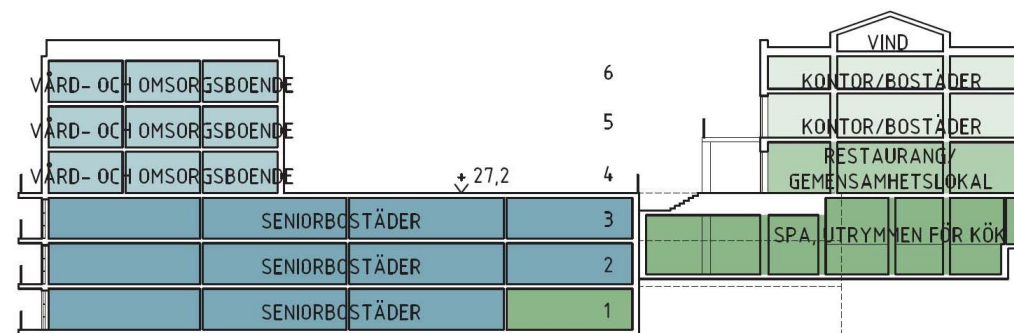 VIND
VÅRD- OCH OMSORGSBOENDE 6 KONTOR/BOSTÄDER
VÅRD- OCH OMSORGSBOENDE 5 KONTOR/BOSTÄDER
RESTAURANG/
VÅRD- OCH OMSORGSBOENDE + 27,2 4 GEMENSAMHETSLOKAL
SENIORBOSTÄDER 3 SPA, UTRYMMEN FÖR KÖK
SENIORBOSTÄDER 2
SENIORBOSTÄDER 1